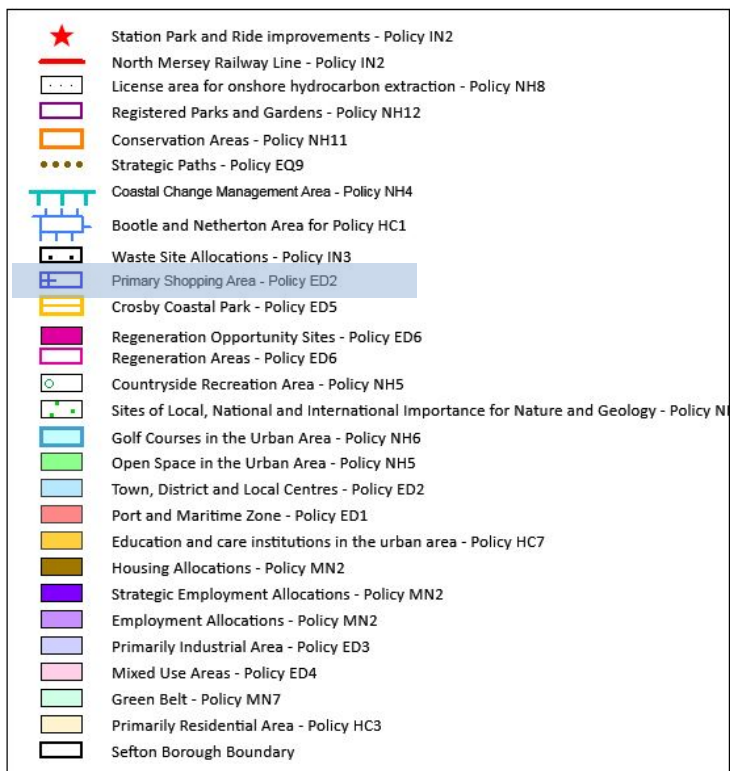 Station Park and Ride improvements - Policy IN2
North Mersey Railway Line - Policy IN2
License area for onshore hydrocarbon extraction - Policy NH8
Registered Parks and Gardens - Policy NH12
Conservation Areas - Policy NH11
Strategic Paths - Policy EQ9
Coastal Change Management Area - Policy NH4
Bootle and Netherton Area for Policy HC1
Waste Site Allocations - Policy IN3
Primary Shopping Area - Policy ED2
Crosby Coastal Park - Policy ED5
Regeneration Opportunity Sites - Policy ED6
Regeneration Areas - Policy ED6
Countryside Recreation Area - Policy NH5
Sites of Local, National and International Importance for Nature and Geology - Policy
Golf Courses in the Urban Area - Policy NH6
Open Space in the Urban Area - Policy NH5
Town, District and Local Centres - Policy ED2
Port and Maritime Zone - Policy ED1
Education and care institutions in the urban area - Policy HC7
Housing Allocations - Policy MN2
Strategic Employment Allocations - Policy MN2
Employment Allocations - Policy MN2
Primarily Industrial Area - Policy ED3
Mixed Use Areas - Policy ED4
Green Belt - Policy MN7
Primarily Residential Area - Policy HC3
Sefton Borough Boundary